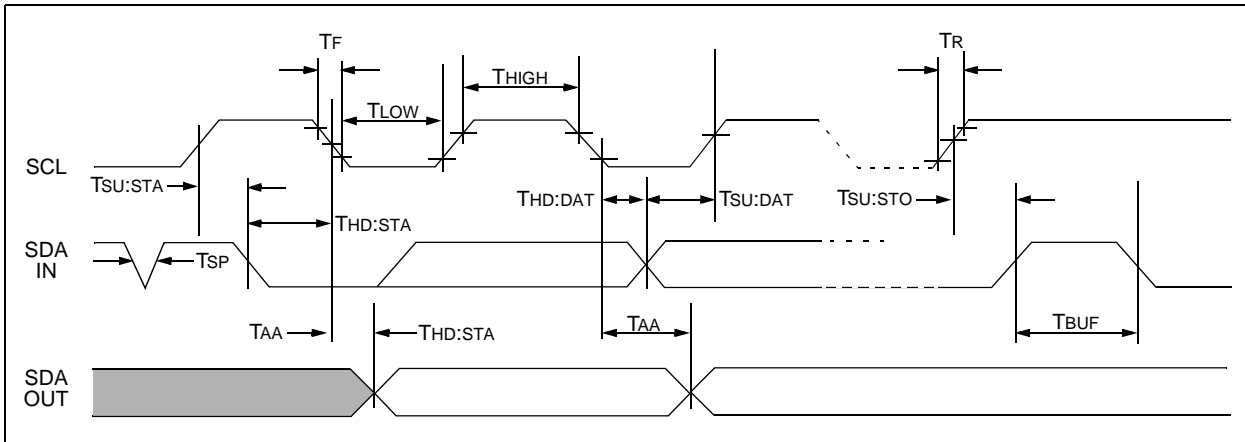 TF
TR
THIGH
TLOW
SCL
TSU:STA
THD:DAT
TSU:DAT
TSU:STO
THD:STA
SDA
IN
TSP
TAA
THD:STA
TAA
TBUF
SDA
OUT